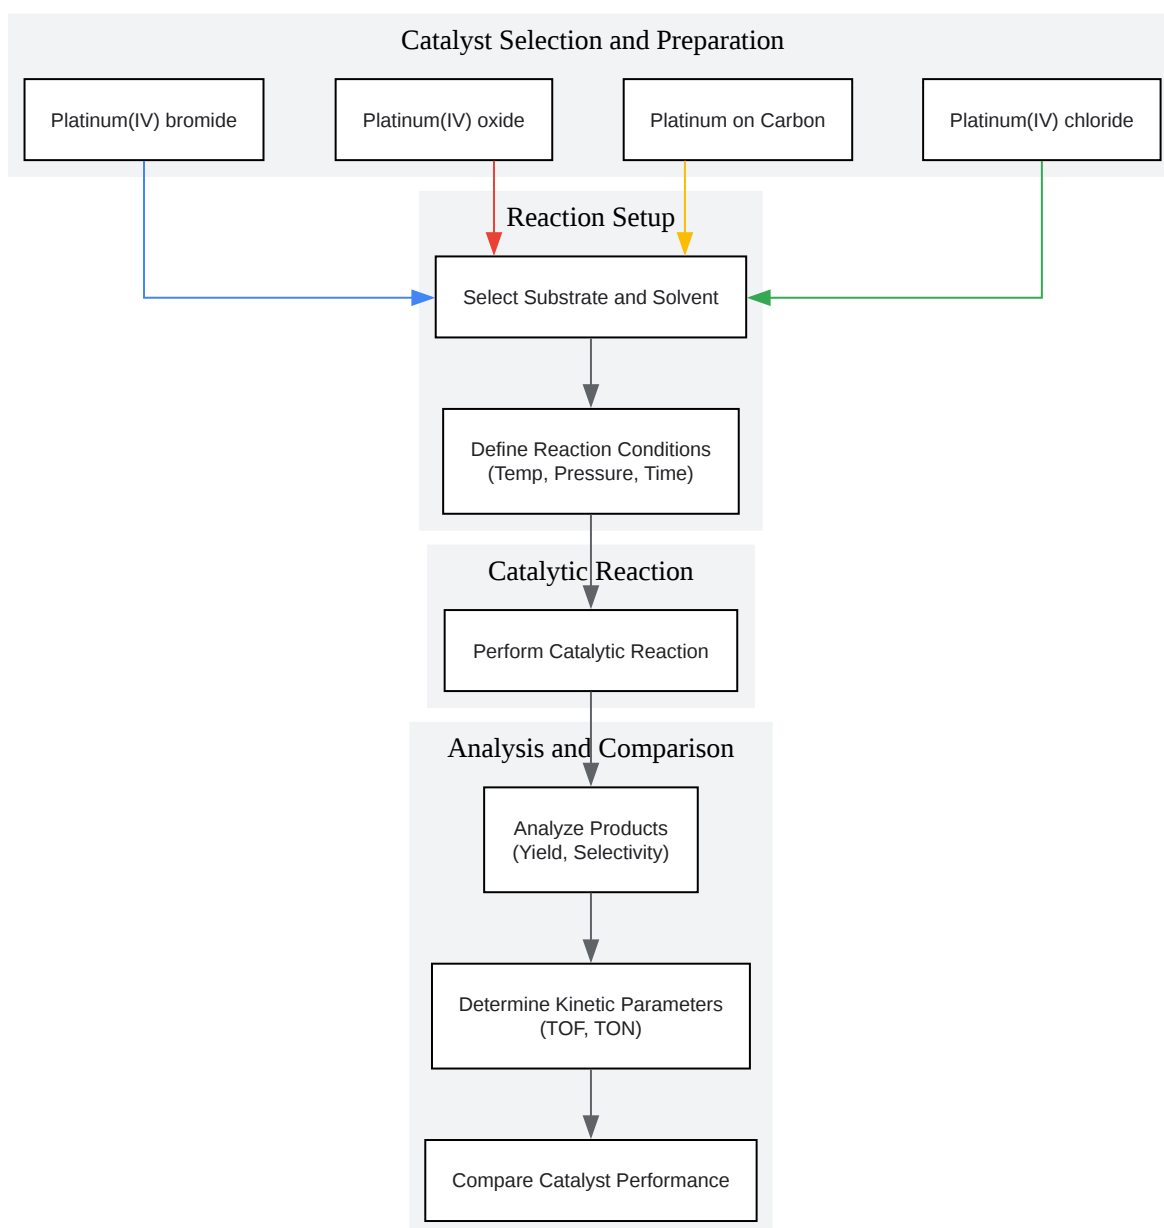 Catalyst Selection and Preparation
Platinum(IV) bromide
Platinum(IV) oxide
Platinum on Carbon
Platinum(IV) chloride
Reaction Setup
Select Substrate and Solvent
Define Reaction Conditions
(Temp, Pressure, Time)
Catalytic Reaction
Perform Catalytic Reaction
Analysis and Comparison
Analyze Products
(Yield, Selectivity)
Determine Kinetic Parameters
(TOF, TON)
Compare Catalyst Performance